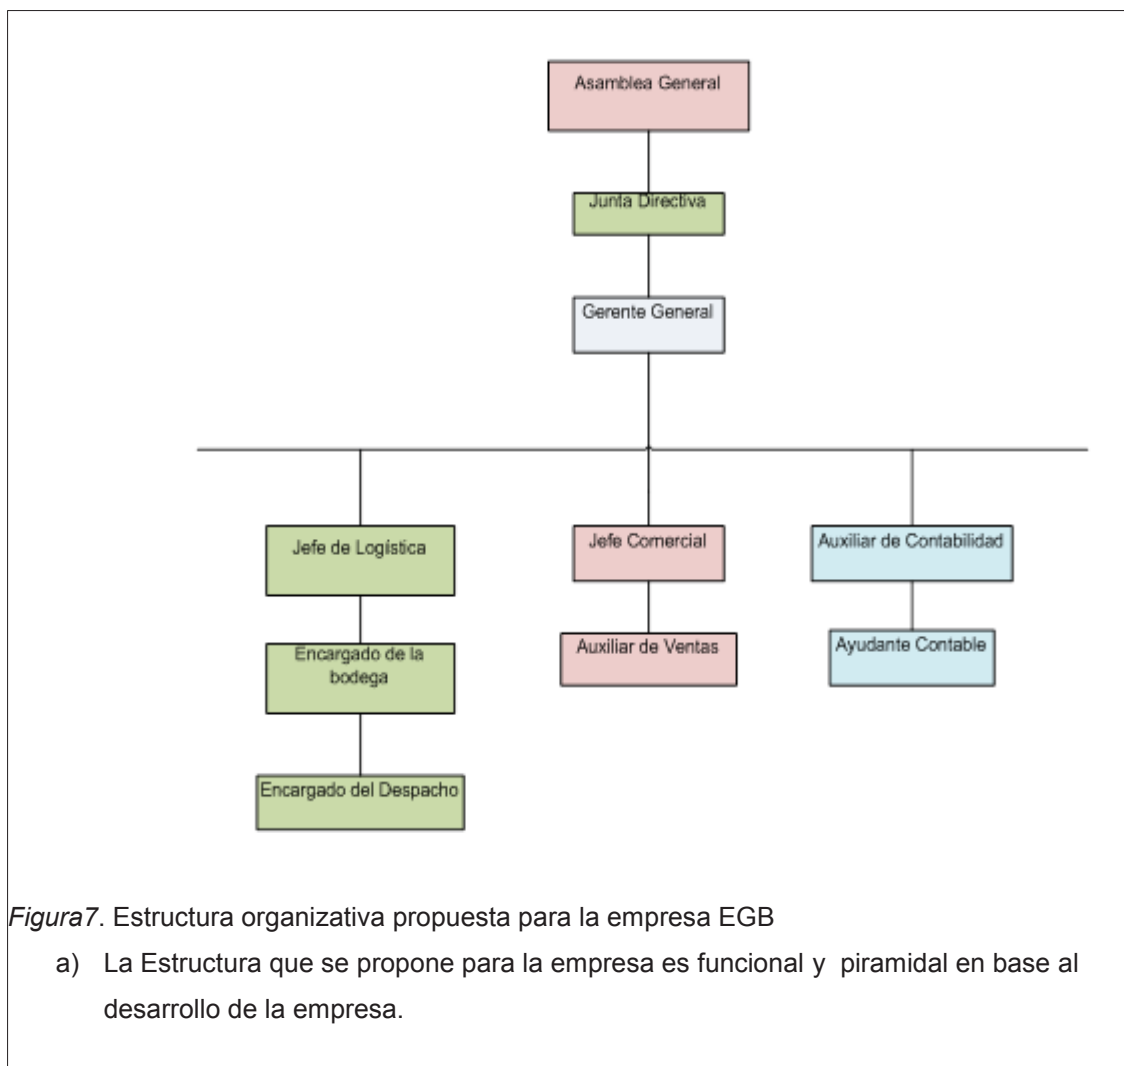 Asamblea General
Junta Directiva
Gerente General
Jefe de Logística
Jefe Comercial
Auxiliar de Contabilidad
Encargado de la
bodega
Auxiliar de Ventas
Ayudante Contable
Encargado del Despacho
Figura7. Estructura organizativa propuesta para la empresa EGB
a) La Estructura que se propone para la empresa es funcional y piramidal en base al
desarrollo de la empresa.